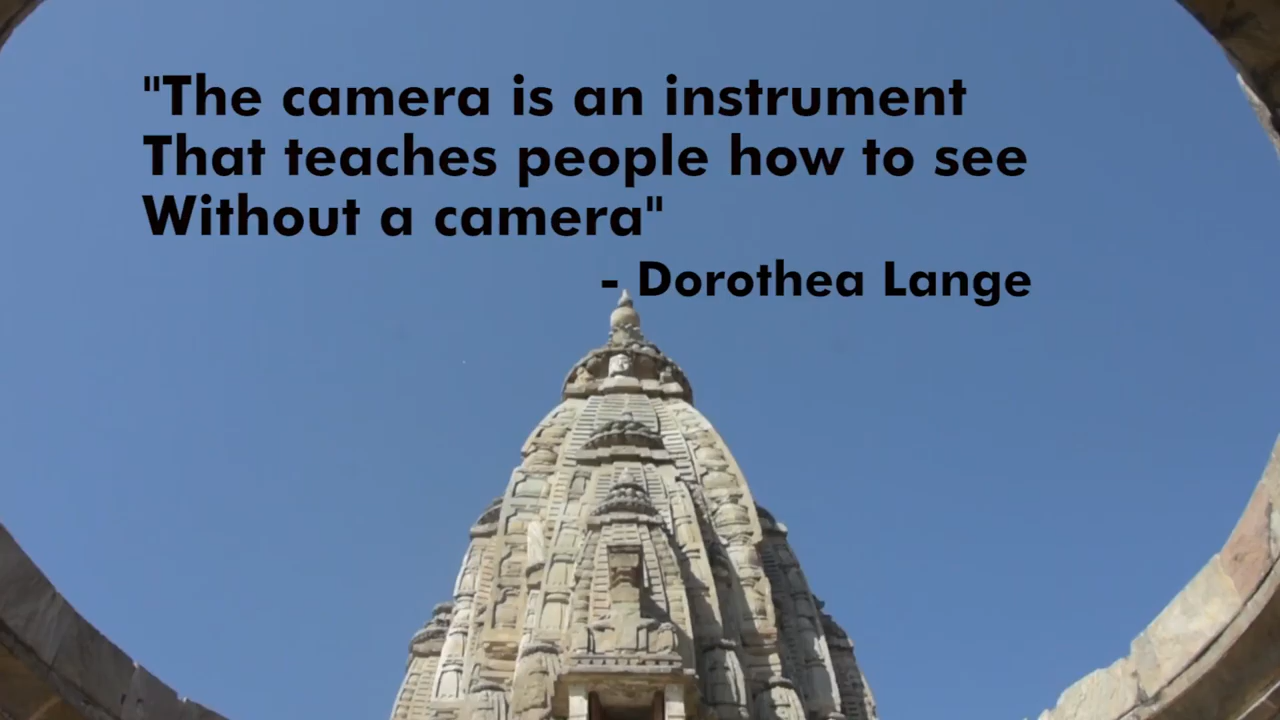 "The camera is an instrument
That teaches people how to see
Without a camera"
- Dorothea Lange